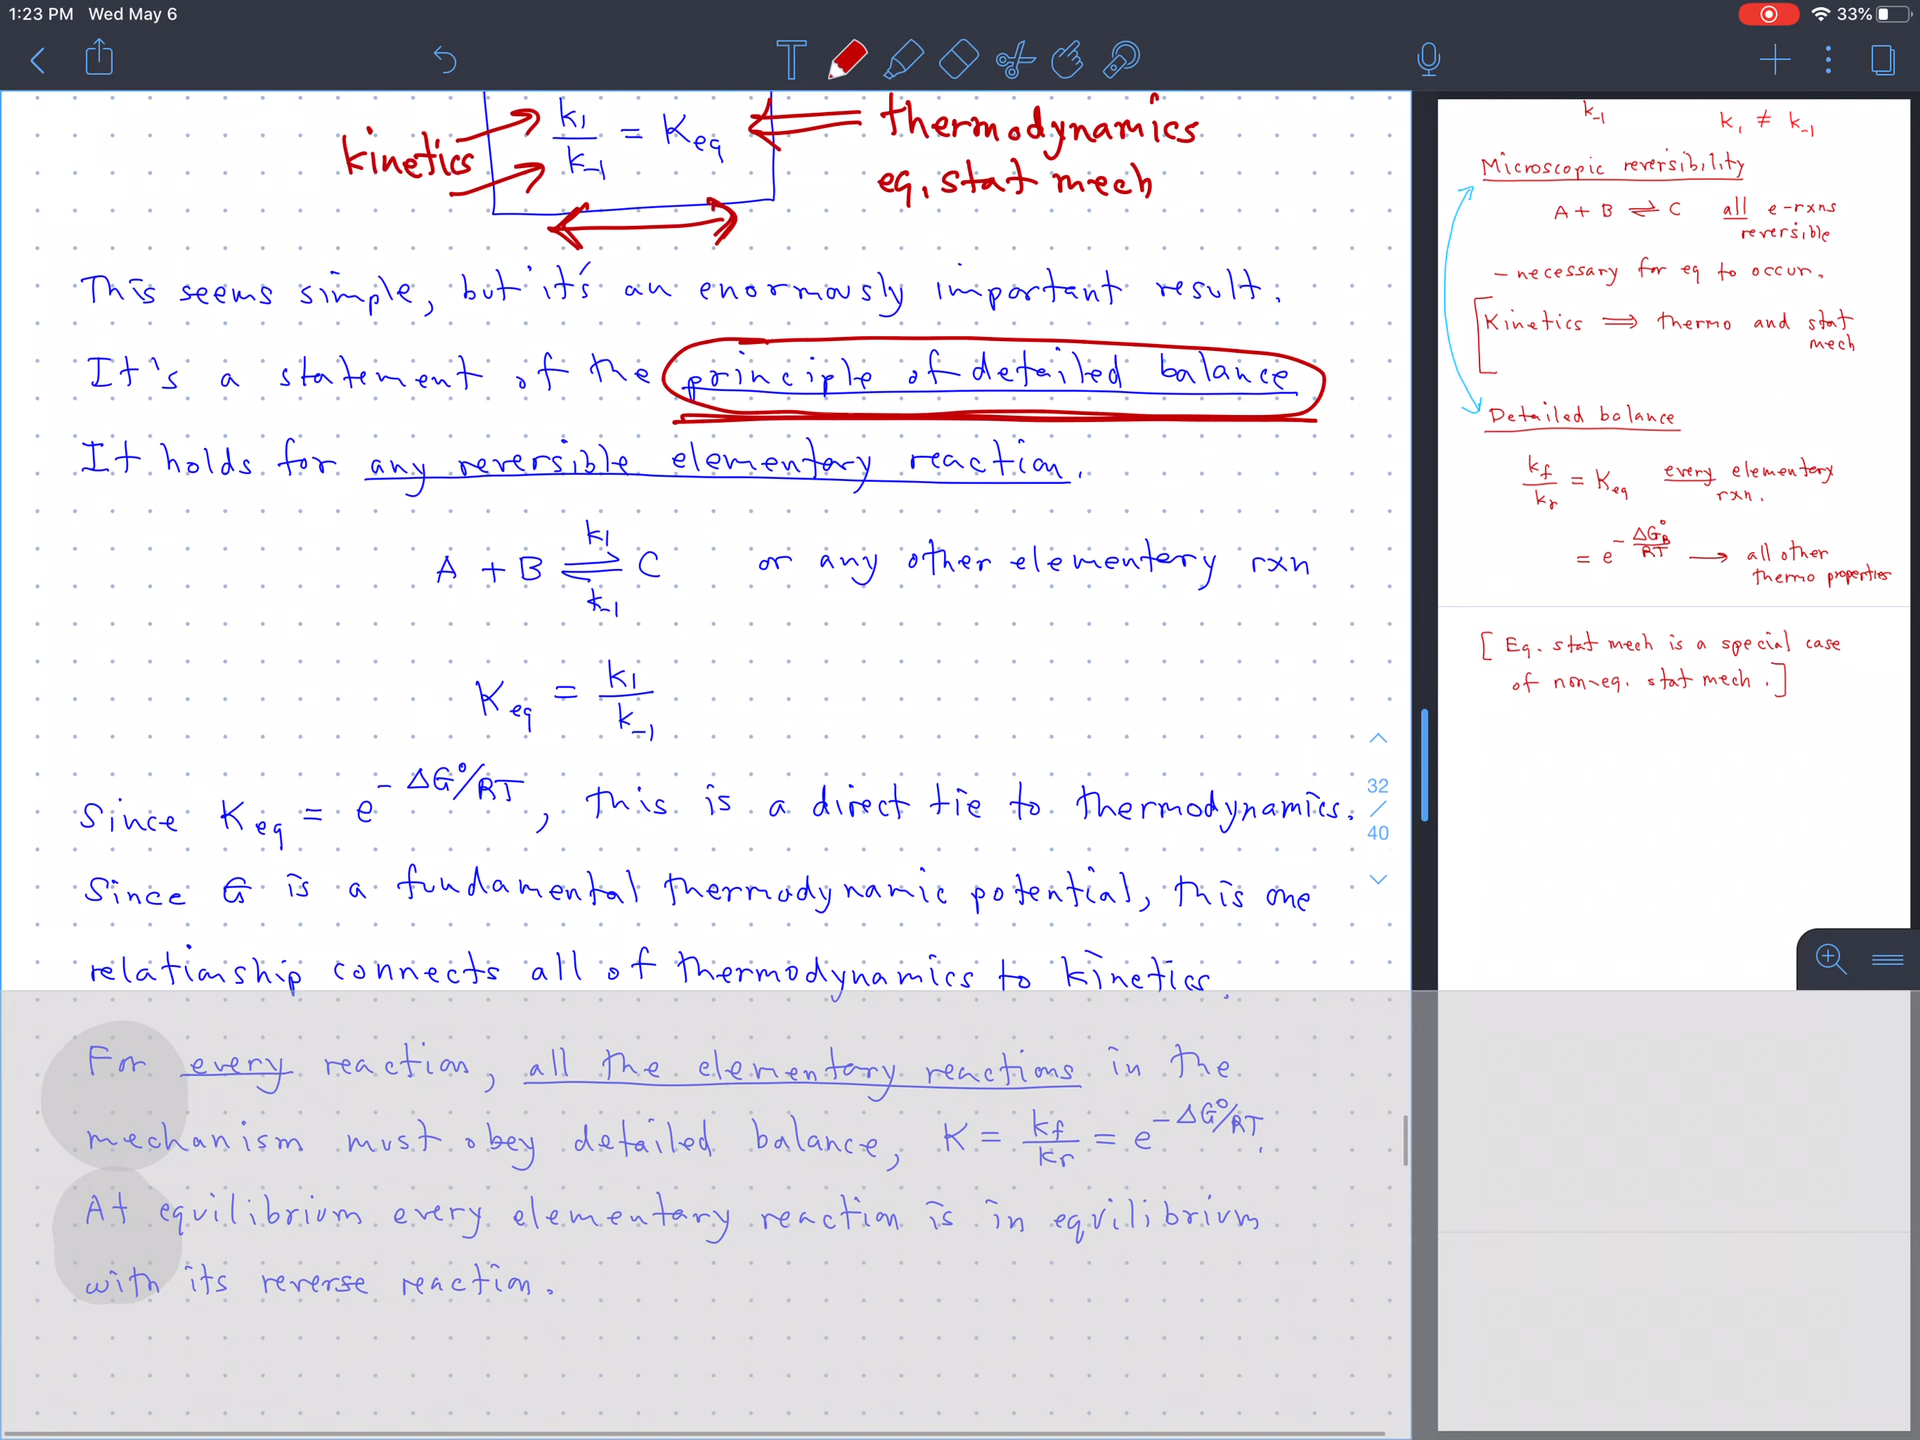 1:23 PM Wed May 6
33%
k₁/k₋₁ = Keq
kinetics
thermodynamics
eq. stat mech
This seems simple, but it's an enormously important result.
It's a statement of the principle of detailed balance
It holds for any reversible elementary reaction.
A + B ⇌ C or any other elementery rxn
k₁
k₋₁
Keq = k₁/k₋₁
Since Keq = e^-ΔG°/RT, this is a direct tie to thermodynamics.
Since G is a fundamental thermodynamic potential, this one
relationship connects all of thermodynamics to kinetics.
For every reaction, all the elementary reactions in the
mechanism must obey detailed balance, K = kf/kr = e^-ΔG°/RT.
At equilibrium every elementary reaction is in equilibrium
with its reverse reaction.
32
/
40
k₋₁ k₁ ≠ k₋₁
Microscopic reversibility
A + B ⇌ C all e-rxns
reversible
- necessary for eq to occur.
[Kinetics ⇒ thermo and stat
mech
Detailed balance
kf/kr = Keq every elementery
rxn.
= e^-ΔG°R/RT → all other
thermo properties
[Eq. stat mech is a special case
of non-eq. stat mech.]